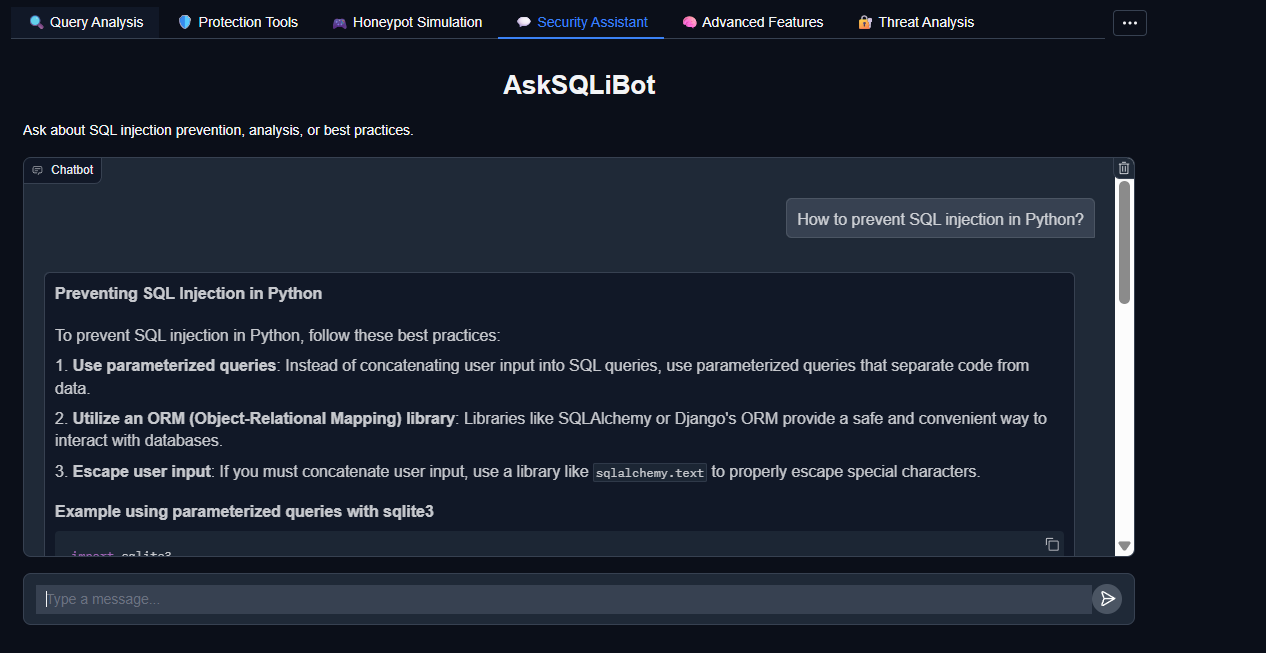 Query Analysis
Protection Tools
Honeypot Simulation
Security Assistant
Advanced Features
Threat Analysis
AskSQLiBot
Ask about SQL injection prevention, analysis, or best practices.
Chatbot
How to prevent SQL injection in Python?
Preventing SQL Injection in Python
To prevent SQL injection in Python, follow these best practices:
1. Use parameterized queries: Instead of concatenating user input into SQL queries, use parameterized queries that separate code from
data.
2. Utilize an ORM (Object-Relational Mapping) library: Libraries like SQLAlchemy or Django's ORM provide a safe and convenient way to
interact with databases.
3. Escape user input: If you must concatenate user input, use a library like sqlalchemy.text to properly escape special characters.
Example using parameterized queries with sqlite3
import sqlite3
Type a message...